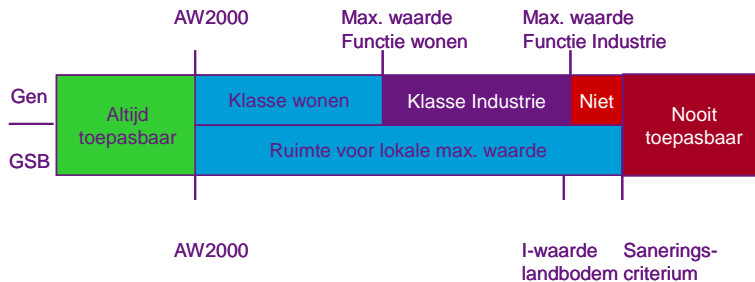 AW2000
Max. waarde
Functie wonen
Max. waarde
Functie Industrie
Gen
GSB
Altijd
toepasbaar
Klasse wonen
Klasse Industrie
Niet
Nooit
toepasbaar
Ruimte voor lokale max. waarde
AW2000
I-waarde
landbodem
Sanerings-
criterium